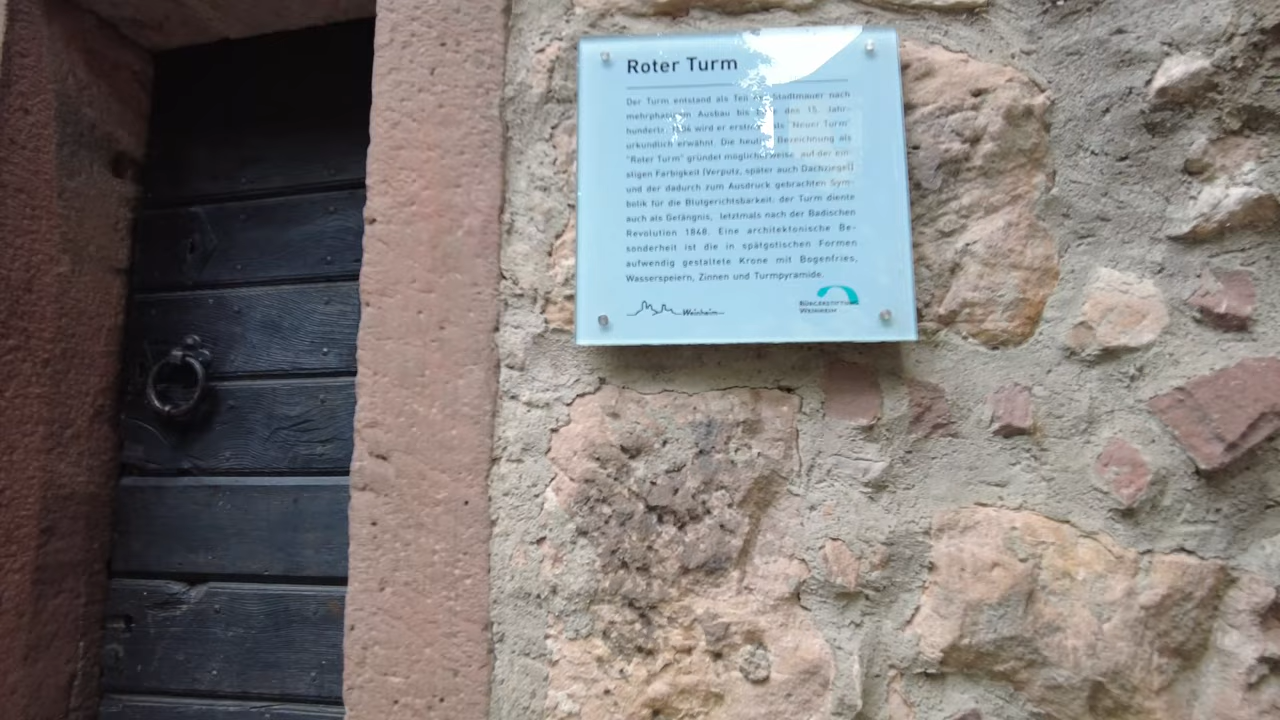 Roter Turm
Der Turm entstand als Stadtmauer nach
mehrphasigem Ausbau bis des 15. Jahr-
hunderts. wird er erstmals "Neuer Turm"
urkundlich erwähnt. Die heutige Bezeichnung als
"Roter Turm" gründet möglicherweise auf der ein-
stigen Farbigkeit (Verputz, später auch Dachziegel)
und der dadurch zum Ausdruck gebrachten Sym-
bolik für die Blutgerichtsbarkeit: der Turm diente
auch als Gefängnis, letztmals nach der Badischen
Revolution 1848. Eine architektonische Be-
sonderheit ist die in spätgotischen Formen
aufwendig gestaltete Krone mit Bogenfries,
Wasserspeiern, Zinnen und Turmpyramide.
Weinheim
BÜRGERSTIFTUNG
WEINHEIM